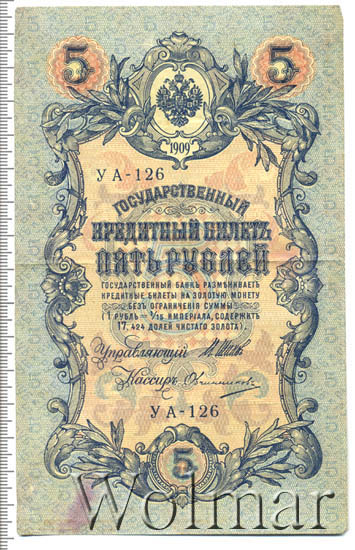 5 5
1909
УА-126
ГОСУДАРСТВЕННЫЙ
КРЕДИТНЫЙ БИЛЕТЪ
ПЯТЬ РУБЛЕЙ
ГОСУДАРСТВЕННЫЙ БАНКЪ РАЗМѢНИВАЕТЪ
КРЕДИТНЫЕ БИЛЕТЫ НА ЗОЛОТУЮ МОНЕТУ
БЕЗЪ ОГРАНИЧЕНІЯ СУММЫ
(1 РУБЛЬ = 1/15 ИМПЕРІАЛА, СОДЕРЖИТЪ
17,424 ДОЛЕЙ ЧИСТАГО ЗОЛОТА).
Управляющій
Кассиръ
УА-126
5
Wolmar